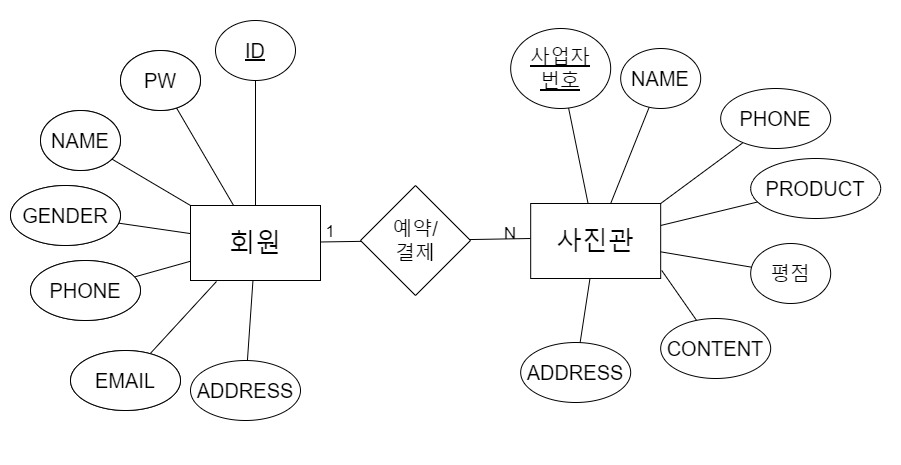 ID
PW
NAME
GENDER
PHONE
EMAIL
ADDRESS
회원
1
예약/
결제
N
사진관
사업자
번호
NAME
PHONE
PRODUCT
평점
CONTENT
ADDRESS